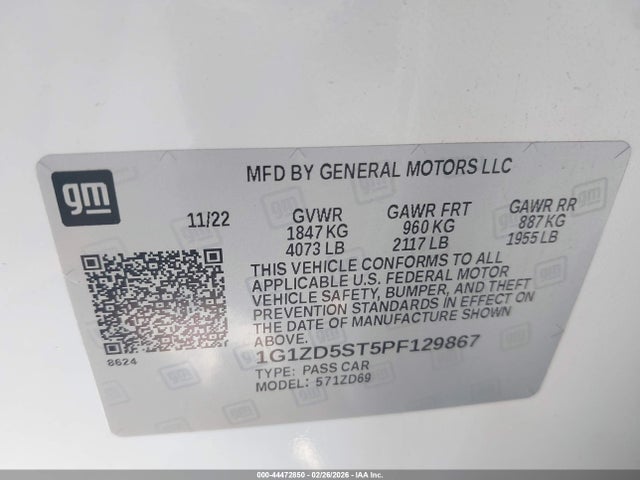 gm
MFD BY GENERAL MOTORS LLC
11/22
GVWR
1847 KG
4073 LB
GAWR FRT
960 KG
2117 LB
GAWR RR
887 KG
1955 LB
THIS VEHICLE CONFORMS TO ALL
APPLICABLE U.S. FEDERAL MOTOR
VEHICLE SAFETY, BUMPER, AND THEFT
PREVENTION STANDARDS IN EFFECT ON
THE DATE OF MANUFACTURE SHOWN
ABOVE.
8624
1G1ZD5ST5PF129867
TYPE: PASS CAR
MODEL: 571ZD69
000-44472850 - 02/26/2026 - IAA Inc.